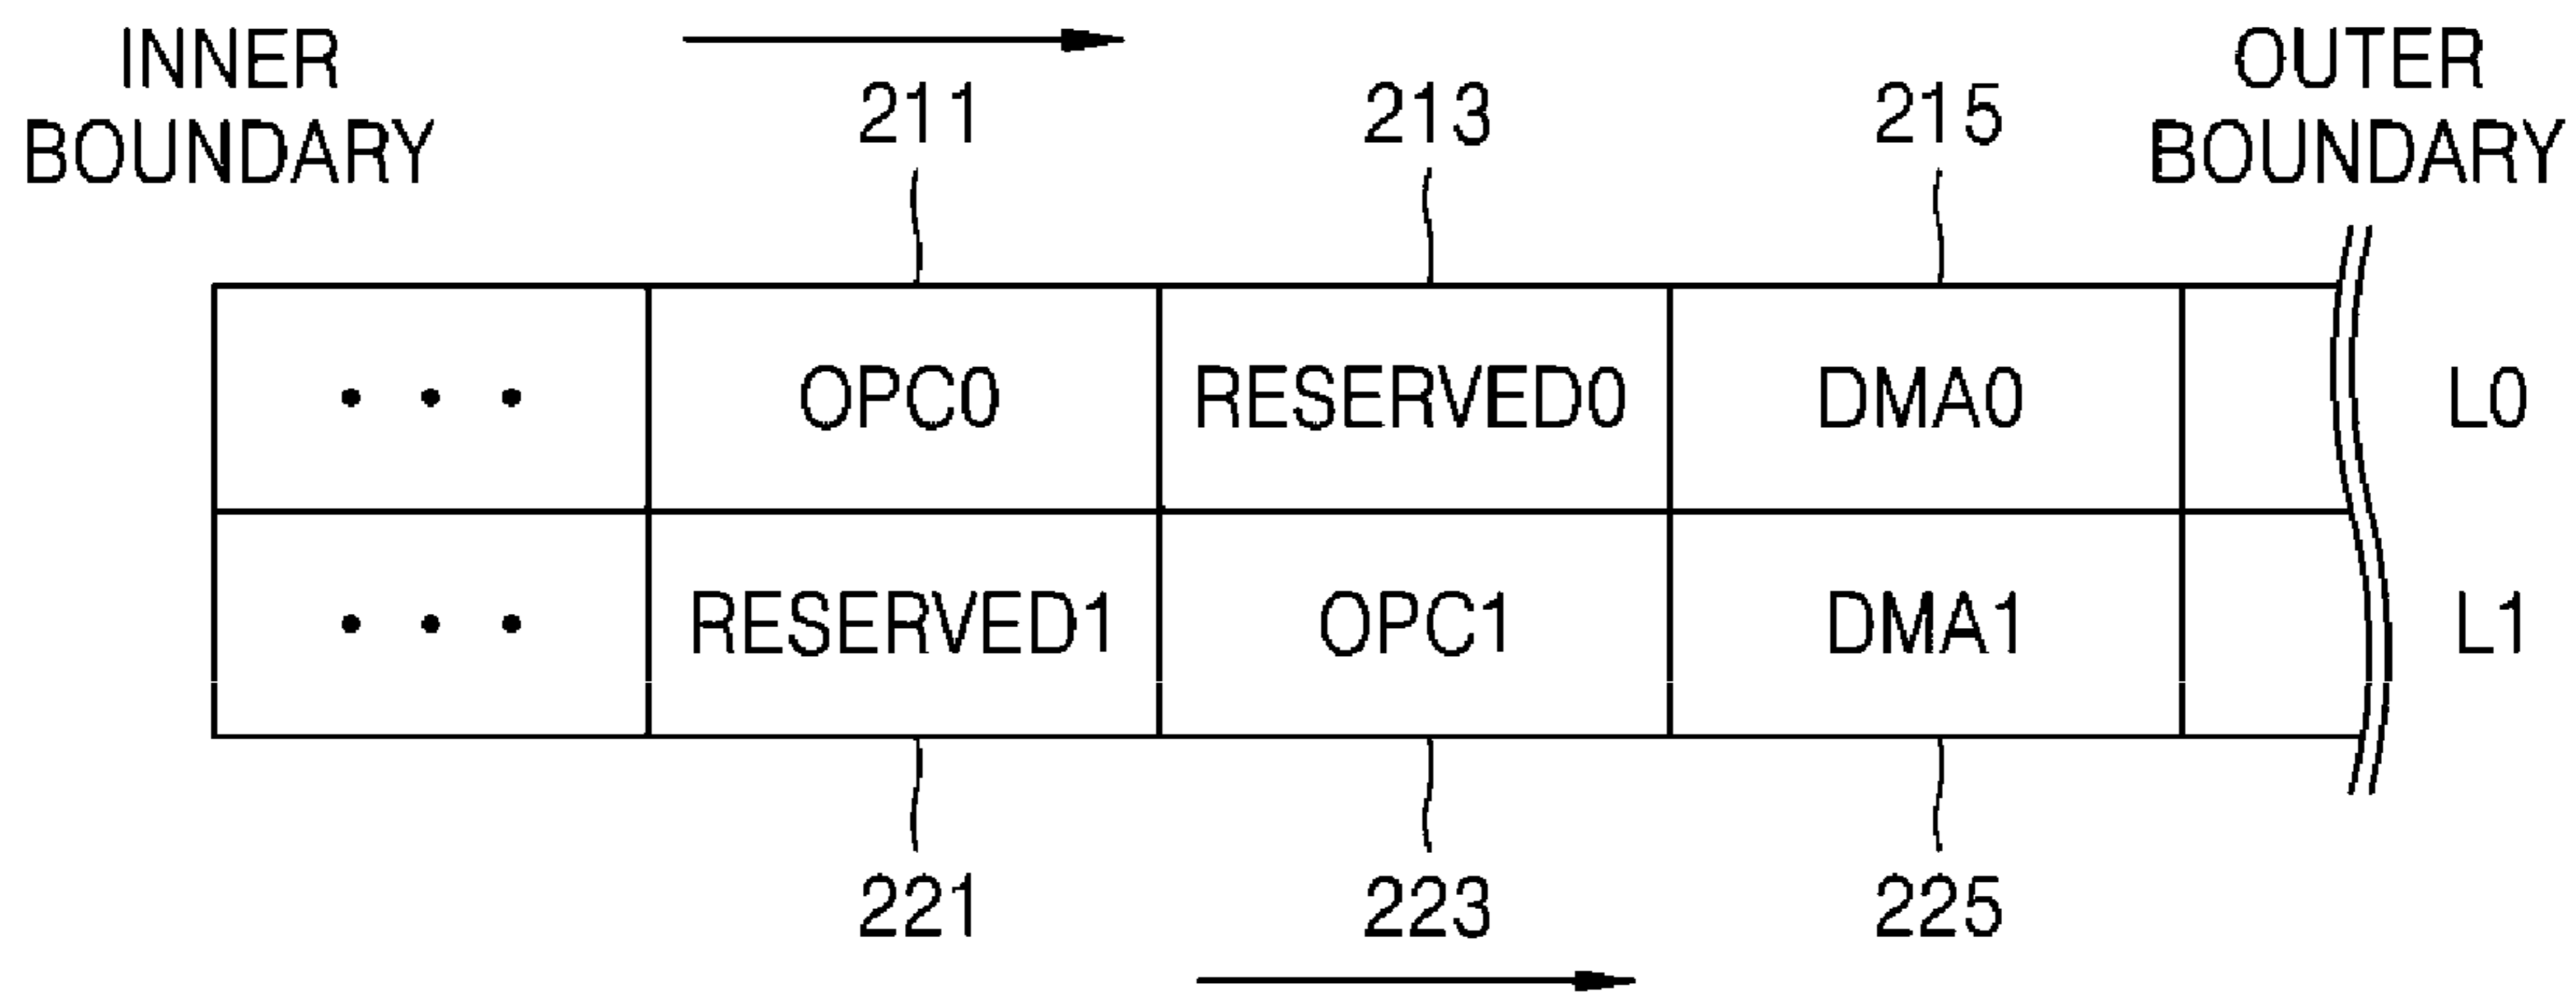 INNER
BOUNDARY
OUTER
BOUNDARY
211 213 215
• • • OPC0 RESERVED0 DMA0 L0
• • • RESERVED1 OPC1 DMA1 L1
221 223 225